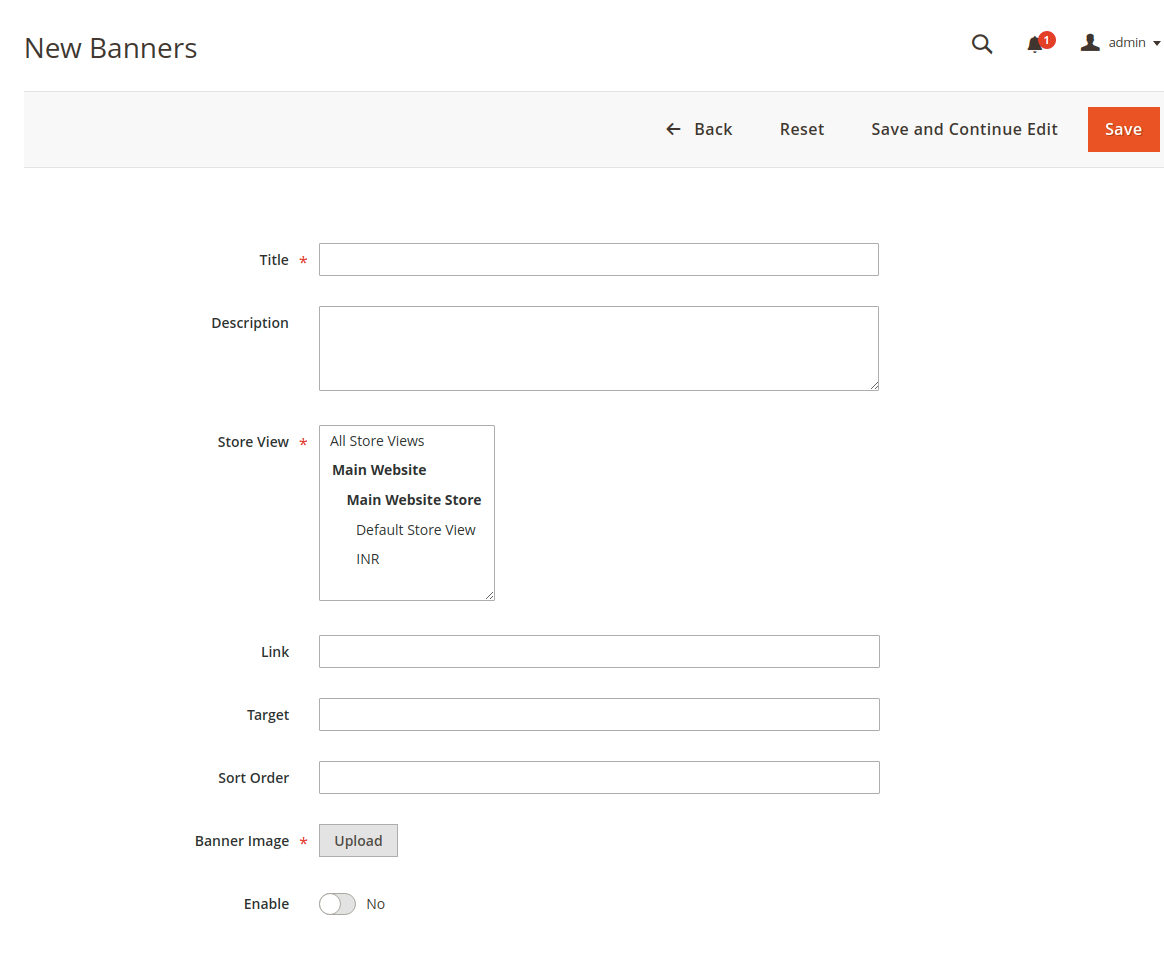 New Banners
1
admin
Back
Reset
Save and Continue Edit
Save
Title *
Description
Store View *
All Store Views
Main Website
Main Website Store
Default Store View
INR
Link
Target
Sort Order
Banner Image *
Upload
Enable
No